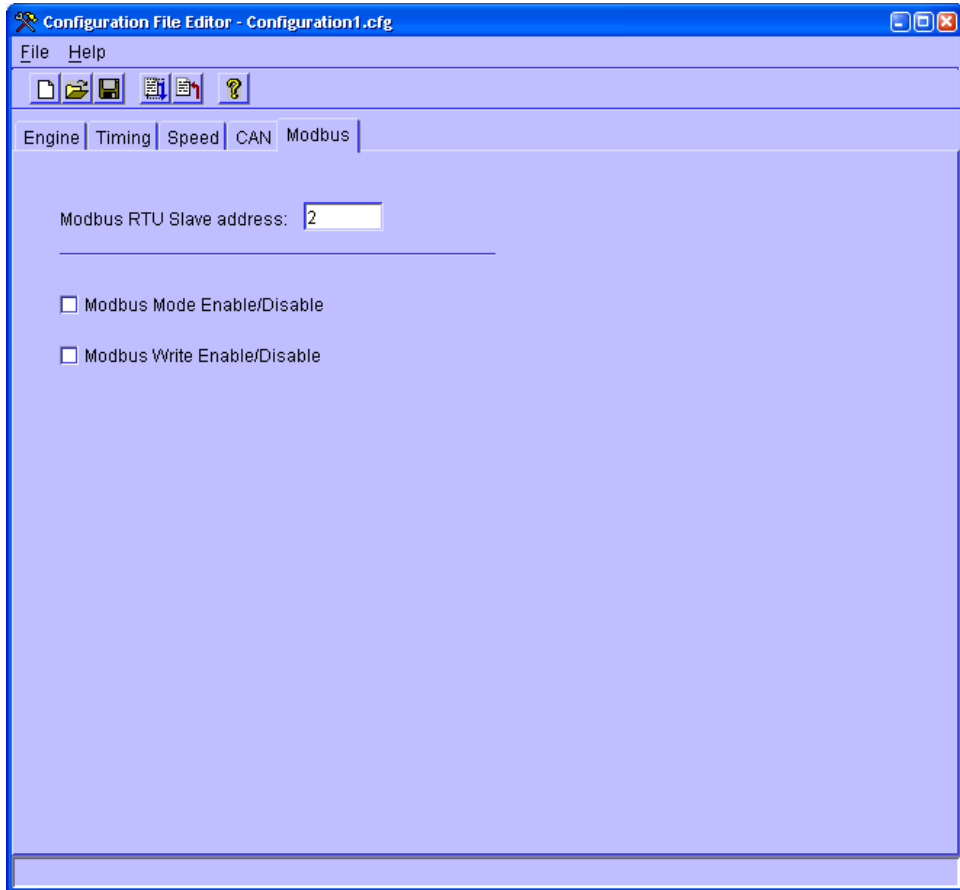 Configuration File Editor - Configuration1.cfg
File Help
Engine Timing Speed CAN Modbus
Modbus RTU Slave address: 2
Modbus Mode Enable/Disable
Modbus Write Enable/Disable